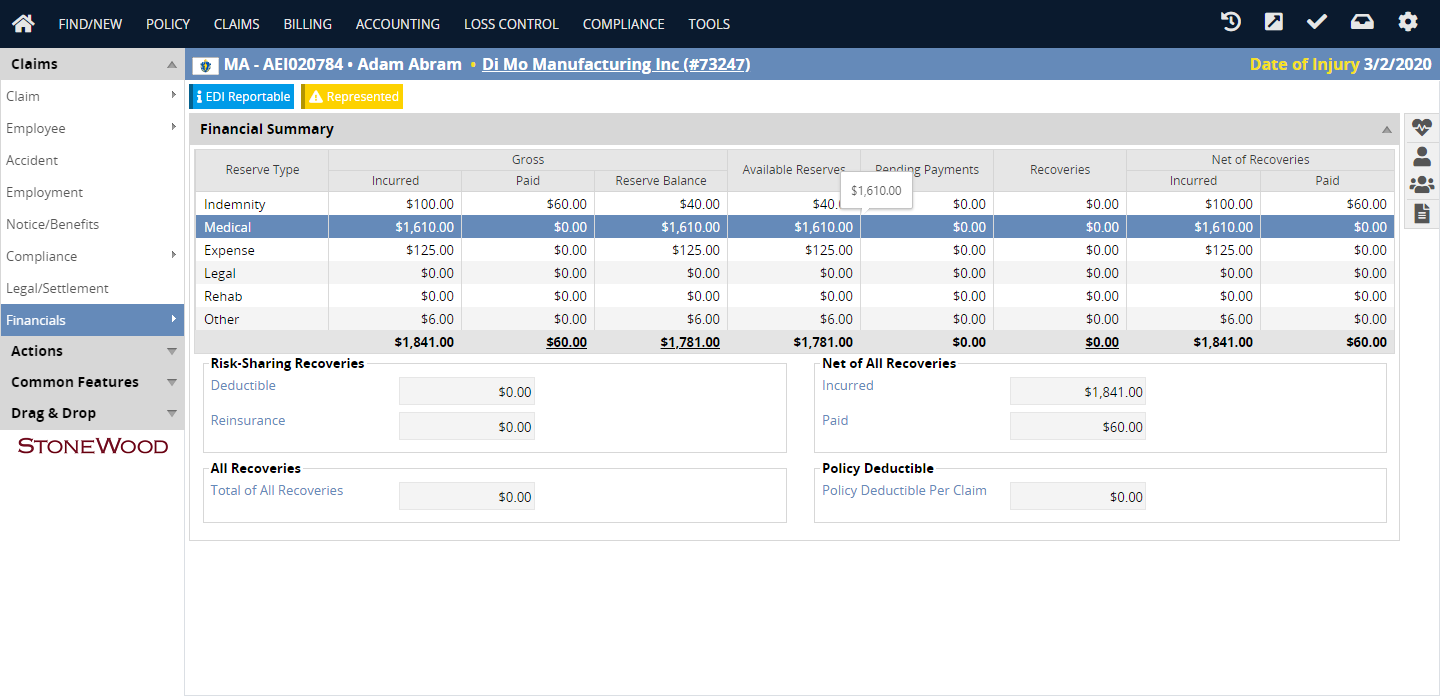 FIND/NEW POLICY CLAIMS BILLING ACCOUNTING LOSS CONTROL COMPLIANCE TOOLS
Claims
Claim
Employee
Accident
Employment
Notice/Benefits
Compliance
Legal/Settlement
Financials
Actions
Common Features
Drag & Drop
STONEWOOD
MA - AEI020784 • Adam Abram • Di Mo Manufacturing Inc (#73247) Date of Injury 3/2/2020
EDI Reportable Represented
Financial Summary
Reserve Type Gross Available Reserves Pending Payments Recoveries Net of Recoveries
Incurred Paid Reserve Balance Incurred Paid
$1,610.00
Indemnity $100.00 $60.00 $40.00 $40. $0.00 $0.00 $100.00 $60.00
Medical $1,610.00 $0.00 $1,610.00 $1,610.00 $0.00 $0.00 $1,610.00 $0.00
Expense $125.00 $0.00 $125.00 $125.00 $0.00 $0.00 $125.00 $0.00
Legal $0.00 $0.00 $0.00 $0.00 $0.00 $0.00 $0.00 $0.00
Rehab $0.00 $0.00 $0.00 $0.00 $0.00 $0.00 $0.00 $0.00
Other $6.00 $0.00 $6.00 $6.00 $0.00 $0.00 $6.00 $0.00
$1,841.00 $60.00 $1,781.00 $1,781.00 $0.00 $0.00 $1,841.00 $60.00
Risk-Sharing Recoveries
Deductible $0.00
Reinsurance $0.00
Net of All Recoveries
Incurred $1,841.00
Paid $60.00
All Recoveries
Total of All Recoveries $0.00
Policy Deductible
Policy Deductible Per Claim $0.00